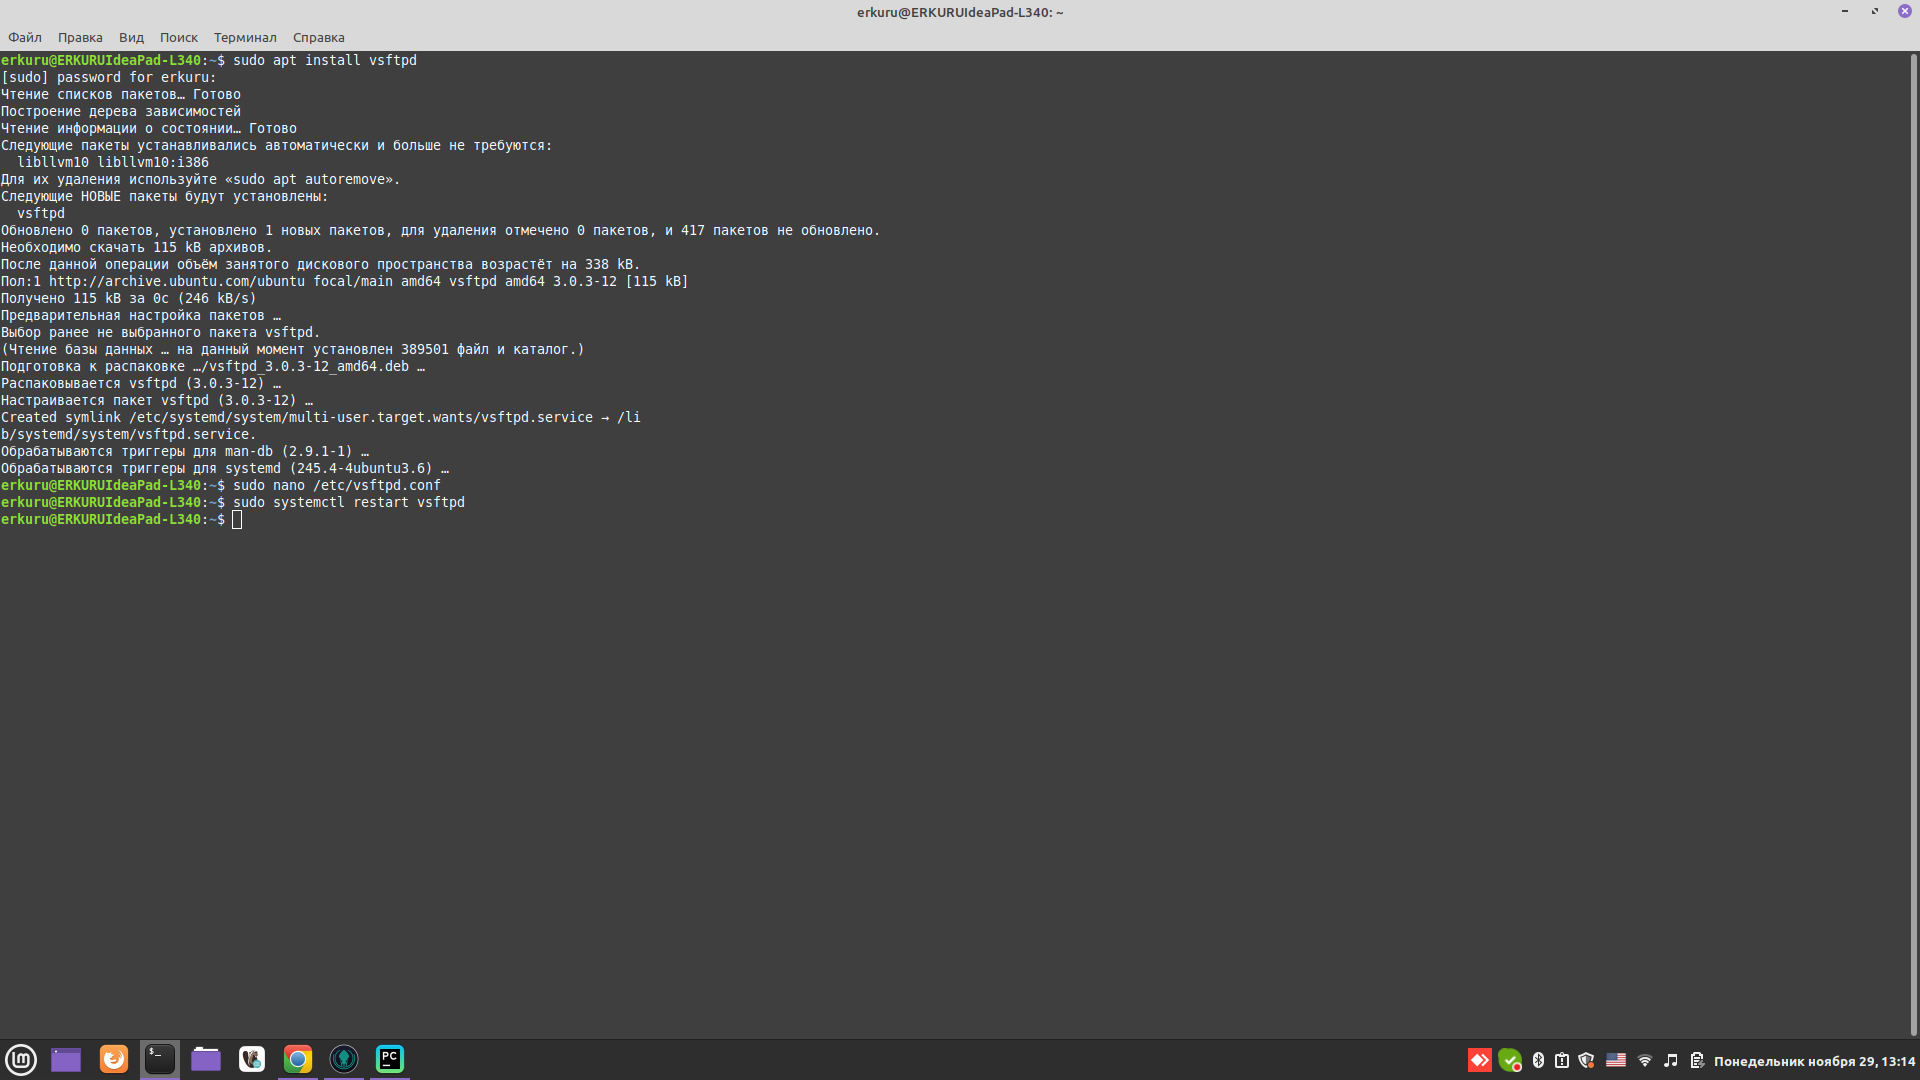 erkuru@ERKURUIdeaPad-L340: ~
Файл Правка Вид Поиск Терминал Справка
erkuru@ERKURUIdeaPad-L340:~$ sudo apt install vsftpd
[sudo] password for erkuru:
Чтение списков пакетов… Готово
Построение дерева зависимостей
Чтение информации о состоянии… Готово
Следующие пакеты устанавливались автоматически и больше не требуются:
  libllvm10 libllvm10:i386
Для их удаления используйте «sudo apt autoremove».
Следующие НОВЫЕ пакеты будут установлены:
  vsftpd
Обновлено 0 пакетов, установлено 1 новых пакетов, для удаления отмечено 0 пакетов, и 417 пакетов не обновлено.
Необходимо скачать 115 kB архивов.
После данной операции объём занятого дискового пространства возрастёт на 338 kB.
Пол:1 http://archive.ubuntu.com/ubuntu focal/main amd64 vsftpd amd64 3.0.3-12 [115 kB]
Получено 115 kB за 0с (246 kB/s)
Предварительная настройка пакетов …
Выбор ранее не выбранного пакета vsftpd.
(Чтение базы данных … на данный момент установлен 389501 файл и каталог.)
Подготовка к распаковке …/vsftpd_3.0.3-12_amd64.deb …
Распаковывается vsftpd (3.0.3-12) …
Настраивается пакет vsftpd (3.0.3-12) …
Created symlink /etc/systemd/system/multi-user.target.wants/vsftpd.service → /li
b/systemd/system/vsftpd.service.
Обрабатываются триггеры для man-db (2.9.1-1) …
Обрабатываются триггеры для systemd (245.4-4ubuntu3.6) …
erkuru@ERKURUIdeaPad-L340:~$ sudo nano /etc/vsftpd.conf
erkuru@ERKURUIdeaPad-L340:~$ sudo systemctl restart vsftpd
erkuru@ERKURUIdeaPad-L340:~$
$_ PC Понедельник ноября 29, 13:14